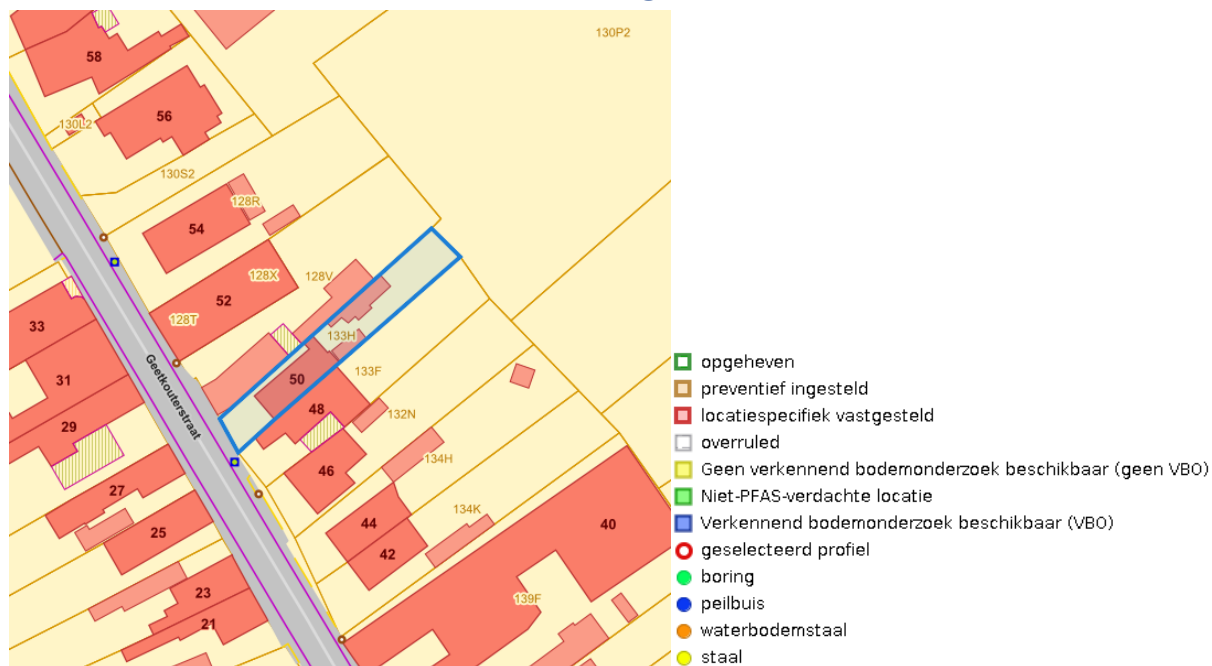 130P2
58
56
130L2
130S2
128R
54
128X
128V
52
128T
33
133H
31
50
133F
Geetkouterstraat
48
132N
29
46
134H
27
44
134K
40
25
42
23
139F
21
opgeheven
preventief ingesteld
locatiespecifiek vastgesteld
overruled
Geen verkennend bodemonderzoek beschikbaar (geen VBO)
Niet-PFAS-verdachte locatie
Verkennend bodemonderzoek beschikbaar (VBO)
geselecteerd profiel
boring
peilbuis
waterbodemstaal
staal